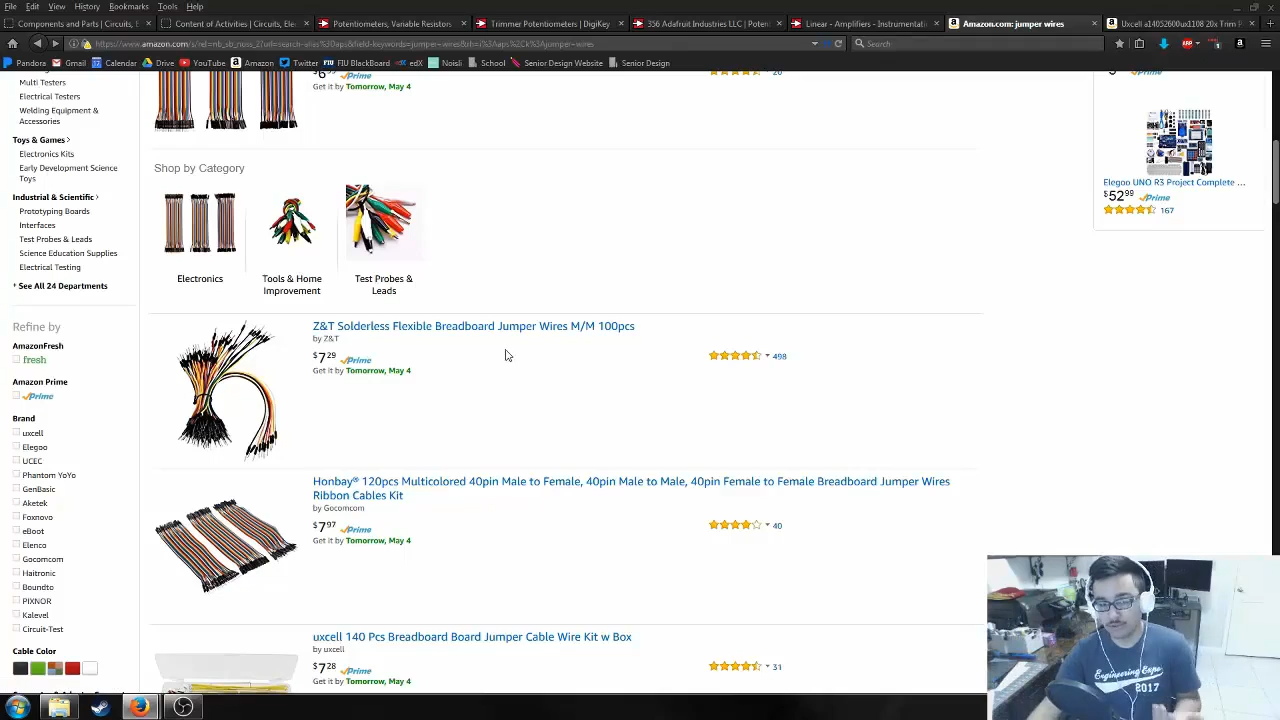 File Edit View History Bookmarks Tools Help
Components and Parts | Circuits, E
Content of Activities | Circuits, Elec
Potentiometers, Variable Resistors
Trimmer Potentiometers | DigiKey
356 Adafruit Industries LLC | Poten
Linear - Amplifiers - Instrumentati
Amazon.com: jumper wires
Uxcell a14052600ux1108 20x Trim P
Search
Pandora Gmail Calendar Drive YouTube Amazon Twitter FIU BlackBoard edX Noisli School Senior Design Website Senior Design
Multi Testers
Electrical Testers
Welding Equipment &
Accessories
Toys & Games
Electronics Kits
Early Development Science
Toys
Industrial & Scientific
Prototyping Boards
Interfaces
Test Probes & Leads
Science Education Supplies
Electrical Testing
See All 24 Departments
Refine by
AmazonFresh
fresh
Amazon Prime
Prime
Brand
uxcell
Elegoo
UCEC
Phantom YoYo
GenBasic
Aketek
Foxnovo
eBoot
Elenco
Gocomcom
Haitronic
Boundto
PIXNOR
Kalevel
Circuit-Test
Cable Color
Prime
Get it by Tomorrow, May 4
20
Shop by Category
Electronics
Tools & Home
Improvement
Test Probes &
Leads
Z&T Solderless Flexible Breadboard Jumper Wires M/M 100pcs
by Z&T
$7 29 Prime
498
Get it by Tomorrow, May 4
Honbay® 120pcs Multicolored 40pin Male to Female, 40pin Male to Male, 40pin Female to Female Breadboard Jumper Wires
Ribbon Cables Kit
by Gocomcom
$7 97 Prime
40
Get it by Tomorrow, May 4
uxcell 140 Pcs Breadboard Board Jumper Cable Wire Kit w Box
by uxcell
$7 28 Prime
31
Get it by Tomorrow, May 4
Prime
Elegoo UNO R3 Project Complete ...
$52 99 Prime
167
Engineering Expo
2017